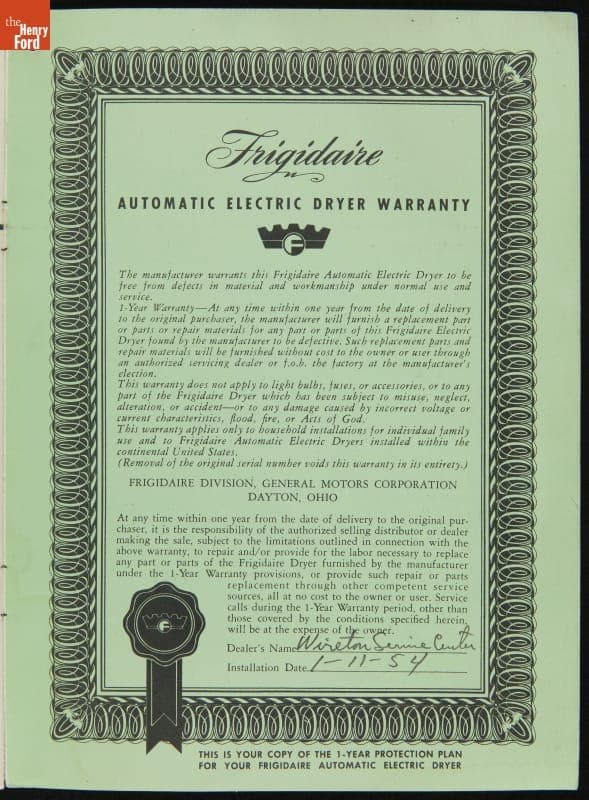 the
Henry
Ford
Frigidaire
AUTOMATIC ELECTRIC DRYER WARRANTY
F
The manufacturer warrants this Frigidaire Automatic Electric Dryer to be
free from defects in material and workmanship under normal use and
service.
1-Year Warranty—At any time within one year from the date of delivery
to the original purchaser, the manufacturer will furnish a replacement part
or parts or repair materials for any part or parts of this Frigidaire Electric
Dryer found by the manufacturer to be defective. Such replacement parts and
repair materials will be furnished without cost to the owner or user through
an authorized servicing dealer or f.o.b. the factory at the manufacturer's
election.
This warranty does not apply to light bulbs, fuses, or accessories, or to any
part of the Frigidaire Dryer which has been subject to misuse, neglect,
alteration, or accident—or to any damage caused by incorrect voltage or
current characteristics, flood, fire, or Acts of God.
This warranty applies only to household installations for individual family
use and to Frigidaire Automatic Electric Dryers installed within the
continental United States.
(Removal of the original serial number voids this warranty in its entirety.)
FRIGIDAIRE DIVISION, GENERAL MOTORS CORPORATION
DAYTON, OHIO
At any time within one year from the date of delivery to the original pur-
chaser, it is the responsibility of the authorized selling distributor or dealer
making the sale, subject to the limitations outlined in connection with the
above warranty, to repair and/or provide for the labor necessary to replace
any part or parts of the Frigidaire Dryer furnished by the manufacturer
under the 1-Year Warranty provisions, or provide such repair or parts
replacement through other competent service
sources, all at no cost to the owner or user. Service
calls during the 1-Year Warranty period, other than
those covered by the conditions specified herein,
will be at the expense of the owner.
F
Dealer's Name Wireton Service Center
Installation Date 1-11-54
THIS IS YOUR COPY OF THE 1-YEAR PROTECTION PLAN
FOR YOUR FRIGIDAIRE AUTOMATIC ELECTRIC DRYER